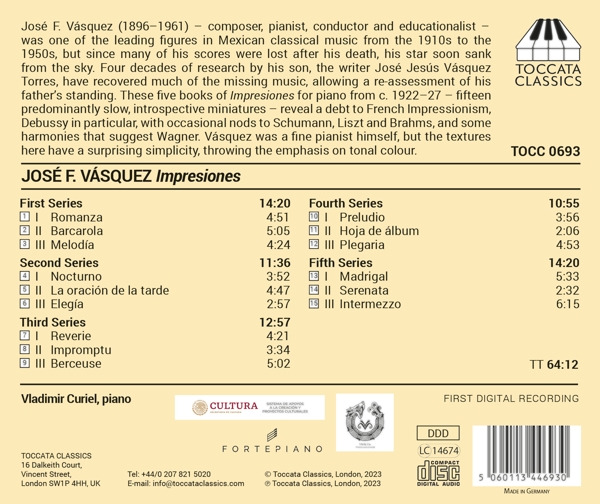 José F. Vásquez (1896–1961) – composer, pianist, conductor and educationalist –
was one of the leading figures in Mexican classical music from the 1910s to the
1950s, but since many of his scores were lost after his death, his star soon sank
from the sky. Four decades of research by his son, the writer José Jesús Vásquez
Torres, have recovered much of the missing music, allowing a re-assessment of his
father's standing. These five books of Impresiones for piano from c. 1922–27 – fifteen
predominantly slow, introspective miniatures – reveal a debt to French Impressionism,
Debussy in particular, with occasional nods to Schumann, Liszt and Brahms, and some
harmonies that suggest Wagner. Vásquez was a fine pianist himself, but the textures
here have a surprising simplicity, throwing the emphasis on tonal colour.
TOCCATA
CLASSICS
TOCC 0693
JOSÉ F. VÁSQUEZ Impresiones
First Series 14:20
1 I Romanza 4:51
2 II Barcarola 5:05
3 III Melodía 4:24
Second Series 11:36
4 I Nocturno 3:52
5 II La oración de la tarde 4:47
6 III Elegía 2:57
Third Series 12:57
7 I Reverie 4:21
8 II Impromptu 3:34
9 III Berceuse 5:02
Fourth Series 10:55
10 I Preludio 3:56
11 II Hoja de álbum 2:06
12 III Plegaria 4:53
Fifth Series 14:20
13 I Madrigal 5:33
14 II Serenata 2:32
15 III Intermezzo 6:15
TT 64:12
Vladimir Curiel, piano
CULTURA
SISTEMA DE APOYOS
A LA CREACIÓN Y
PROYECTOS CULTURALES
FIRST DIGITAL RECORDING
FORTEPIANO
DDD
LC 14674
COMPACT
disc
DIGITAL AUDIO
5 060113 446930
Made in Germany
TOCCATA CLASSICS
16 Dalkeith Court,
Vincent Street,
London SW1P 4HH, UK
Tel: +44/0 207 821 5020
E-mail: info@toccataclassics.com
℗ Toccata Classics, London, 2023
© Toccata Classics, London, 2023